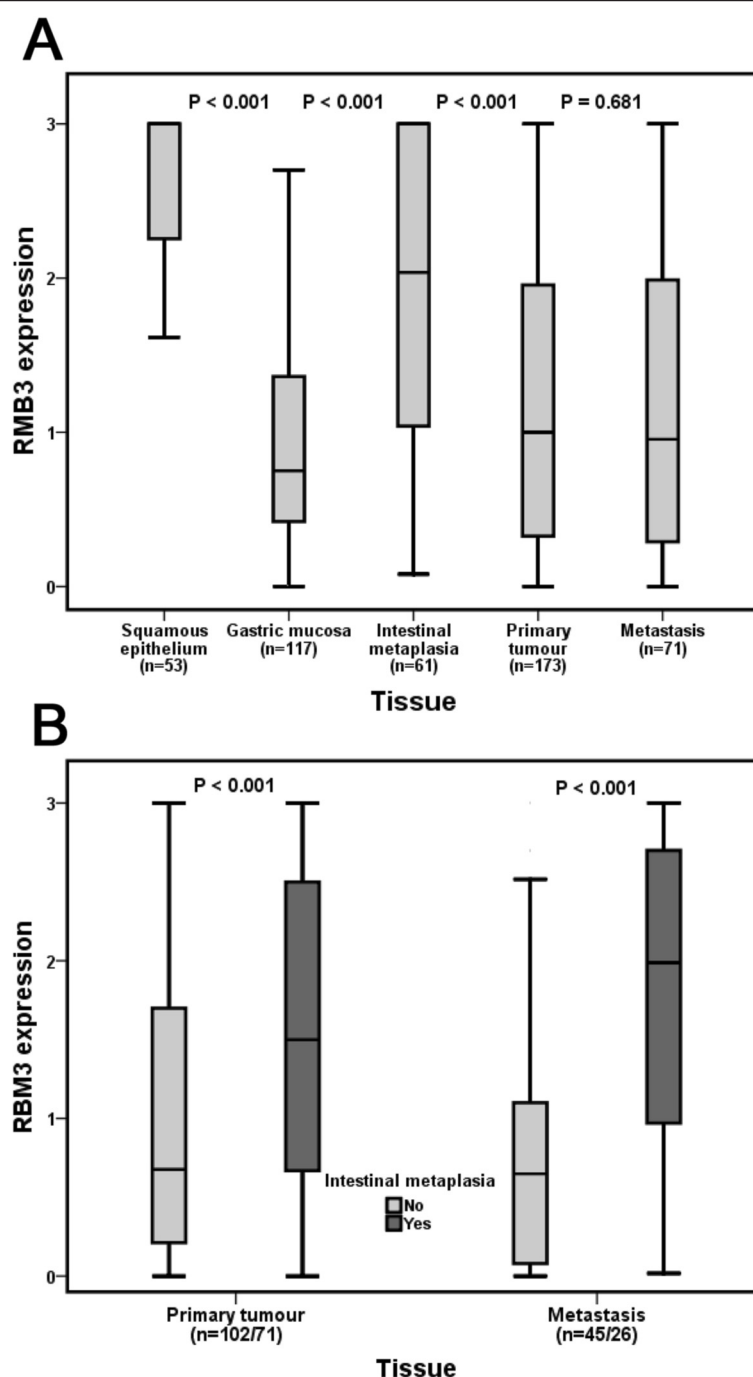 A
P < 0.001 P < 0.001 P < 0.001 P = 0.681
RMB3 expression
3
2
1
0
Squamous epithelium (n=53)
Gastric mucosa (n=117)
Intestinal metaplasia (n=61)
Primary tumour (n=173)
Metastasis (n=71)
Tissue
B
P < 0.001 P < 0.001
RBM3 expression
3
2
1
0
Intestinal metaplasia
No
Yes
Primary tumour (n=102/71)
Metastasis (n=45/26)
Tissue